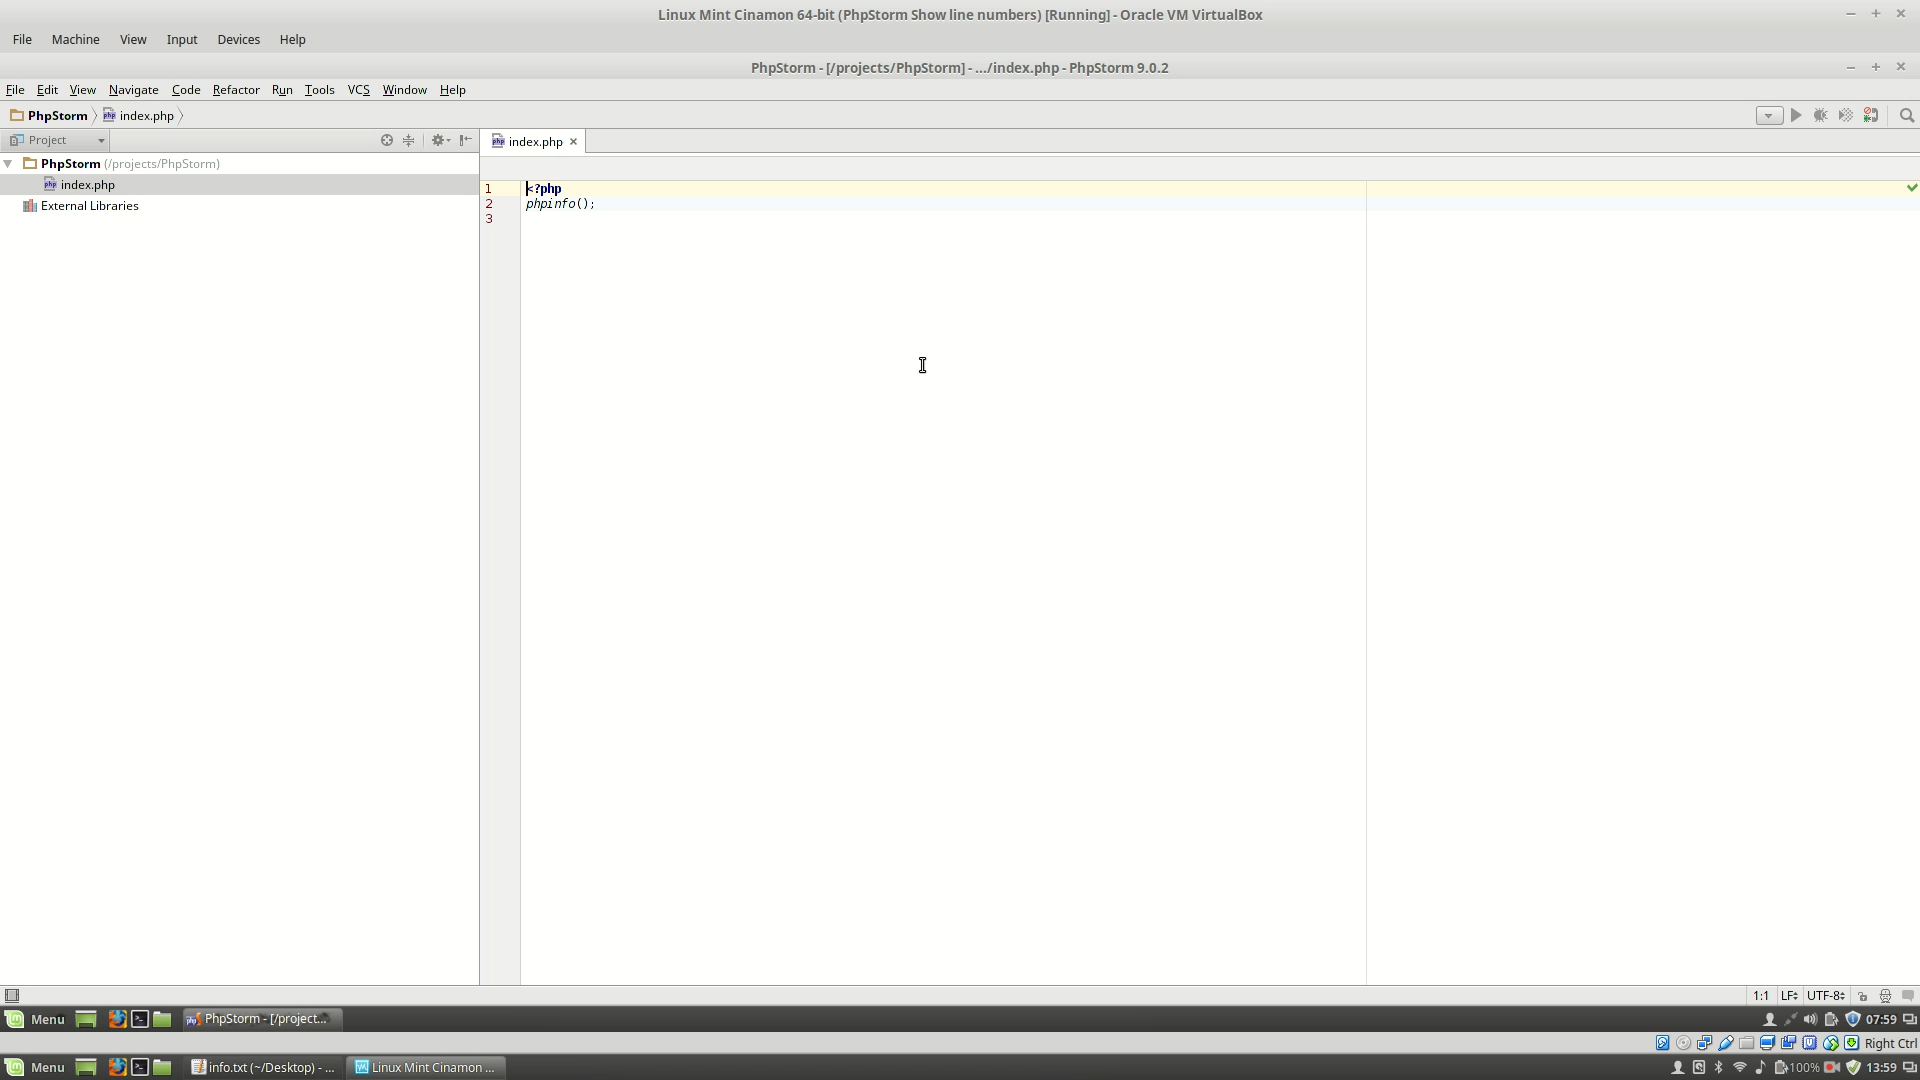 Linux Mint Cinamon 64-bit (PhpStorm Show line numbers) [Running] - Oracle VM VirtualBox
File Machine View Input Devices Help
PhpStorm - [/projects/PhpStorm] - .../index.php - PhpStorm 9.0.2
File Edit View Navigate Code Refactor Run Tools VCS Window Help
PhpStorm index.php
Project
index.php
PhpStorm (/projects/PhpStorm)
index.php
External Libraries
1 <?php
2 phpinfo();
3
1:1 LF UTF-8
Menu PhpStorm - [/project... 07:59
Right Ctrl
Menu info.txt (~/Desktop) - ... Linux Mint Cinamon ... 100% 13:59